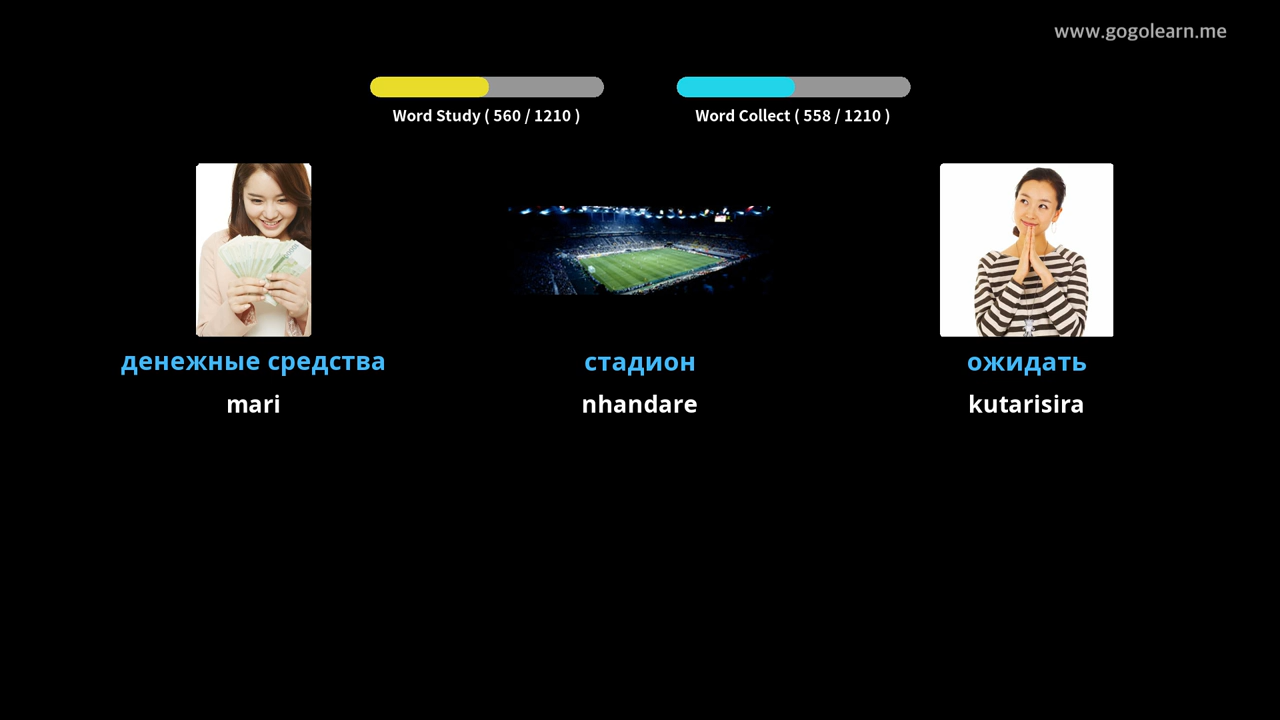 www.gogolearn.me
Word Study ( 560 / 1210 )
Word Collect ( 558 / 1210 )
денежные средства
mari
стадион
nhandare
ожидать
kutarisira